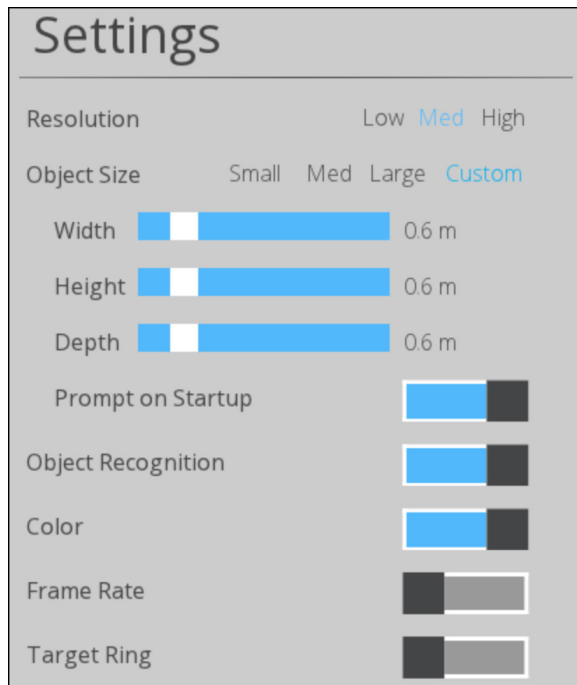 Settings
Resolution Low Med High
Object Size Small Med Large Custom
Width 0.6 m
Height 0.6 m
Depth 0.6 m
Prompt on Startup
Object Recognition
Color
Frame Rate
Target Ring